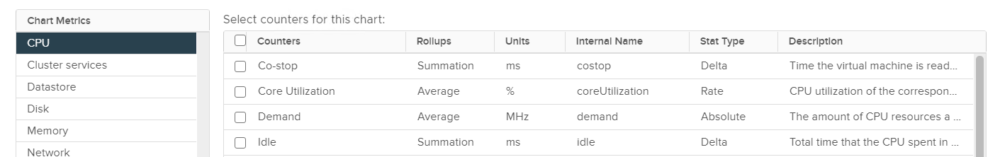 Select counters for this chart:
Chart Metrics
CPU
Cluster services
Datastore
Disk
Memory
Network
Counters Rollups Units Internal Name Stat Type Description
Co-stop Summation ms costop Delta Time the virtual machine is read...
Core Utilization Average % coreUtilization Rate CPU utilization of the correspon...
Demand Average MHz demand Absolute The amount of CPU resources a ...
Idle Summation ms idle Delta Total time that the CPU spent in ...